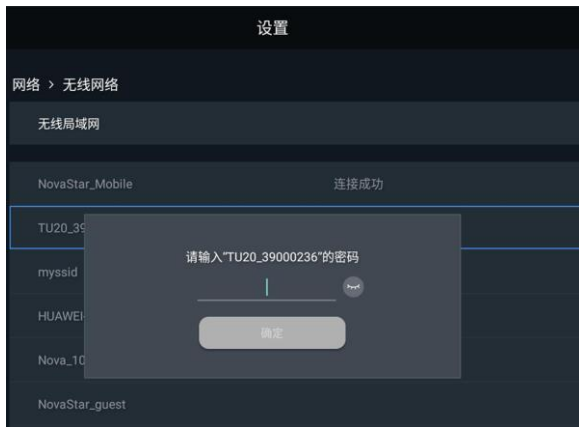 设置
网络 > 无线网络
无线局域网
NovaStar_Mobile 连接成功
TU20_39
请输入“TU20_39000236”的密码
myssid
HUAWEI-
确定
Nova_10
NovaStar_guest